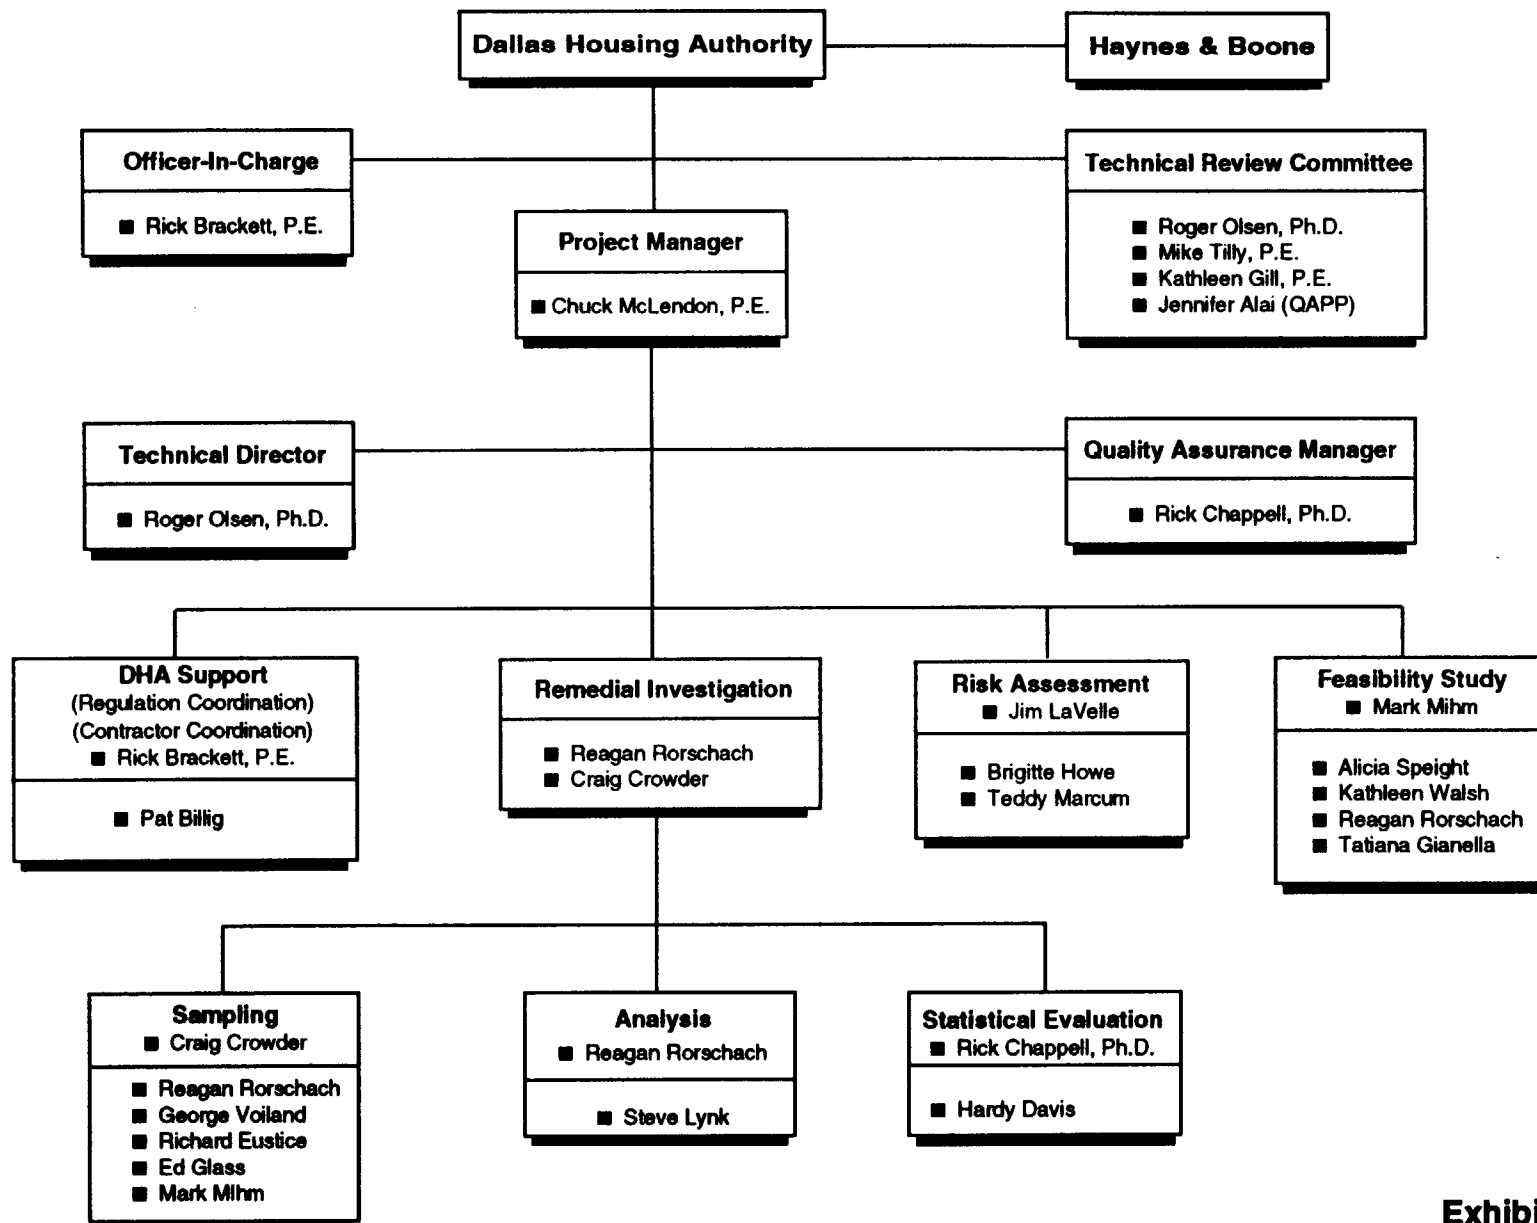 Dallas Housing Authority
Haynes & Boone
Officer-In-Charge
■ Rick Brackett, P.E.
Technical Review Committee
■ Roger Olsen, Ph.D.
■ Mike Tilly, P.E.
■ Kathleen Gill, P.E.
■ Jennifer Alai (QAPP)
Project Manager
■ Chuck McLendon, P.E.
Technical Director
■ Roger Olsen, Ph.D.
Quality Assurance Manager
■ Rick Chappell, Ph.D.
DHA Support
(Regulation Coordination)
(Contractor Coordination)
■ Rick Brackett, P.E.
■ Pat Billig
Remedial Investigation
■ Reagan Rorschach
■ Craig Crowder
Risk Assessment
■ Jim LaVelle
■ Brigitte Howe
■ Teddy Marcum
Feasibility Study
■ Mark Mihm
■ Alicia Speight
■ Kathleen Walsh
■ Reagan Rorschach
■ Tatiana Gianella
Sampling
■ Craig Crowder
■ Reagan Rorschach
■ George Voiland
■ Richard Eustice
■ Ed Glass
■ Mark Mihm
Analysis
■ Reagan Rorschach
■ Steve Lynk
Statistical Evaluation
■ Rick Chappell, Ph.D.
■ Hardy Davis